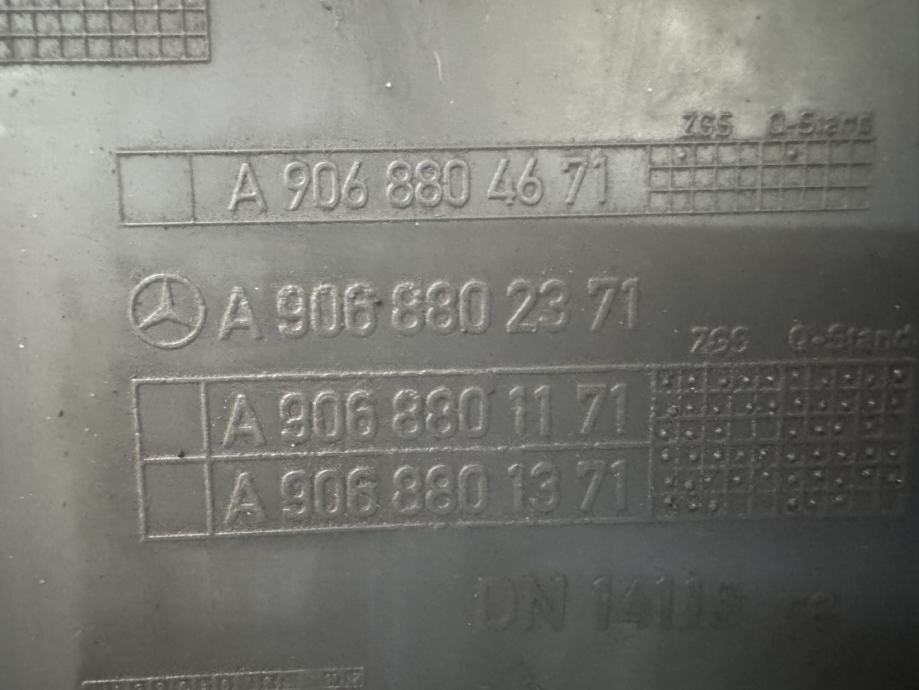 ZGS Q-Stand
A 906 880 46 71
A 906 880 23 71
ZGS Q-Stand
A 906 880 11 71
A 906 880 13 71
DN